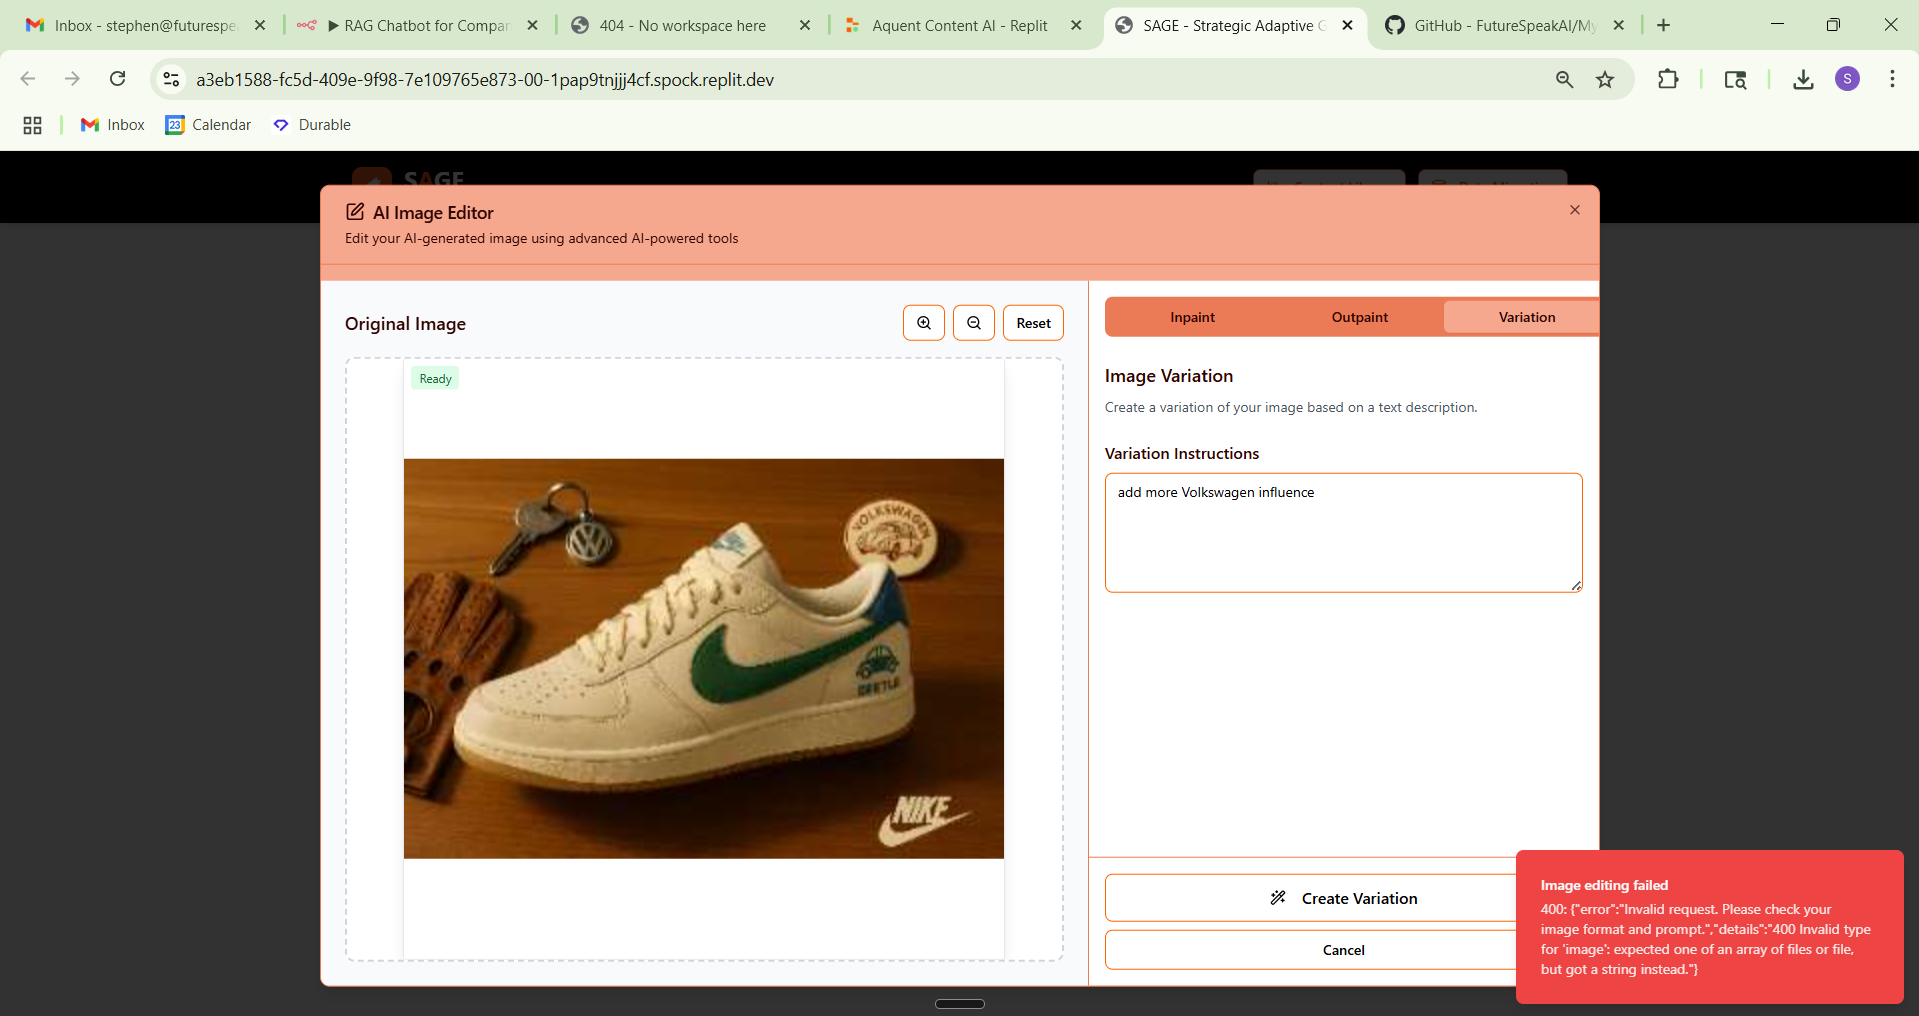 Inbox - stephen@futurespe
RAG Chatbot for Compan
404 - No workspace here
Aquent Content AI - Replit
SAGE - Strategic Adaptive G
GitHub - FutureSpeakAI/My
a3eb1588-fc5d-409e-9f98-7e109765e873-00-1pap9tnjjj4cf.spock.replit.dev
S
Inbox
23
Calendar
Durable
SAGE
AI Image Editor
Edit your AI-generated image using advanced AI-powered tools
Original Image
Reset
Inpaint
Outpaint
Variation
Ready
VW
VOLKSWAGEN
BEETLE
NIKE
Image Variation
Create a variation of your image based on a text description.
Variation Instructions
add more Volkswagen influence
Create Variation
Cancel
Image editing failed
400: {"error":"Invalid request. Please check your
image format and prompt.","details":"400 Invalid type
for 'image': expected one of an array of files or file,
but got a string instead."}